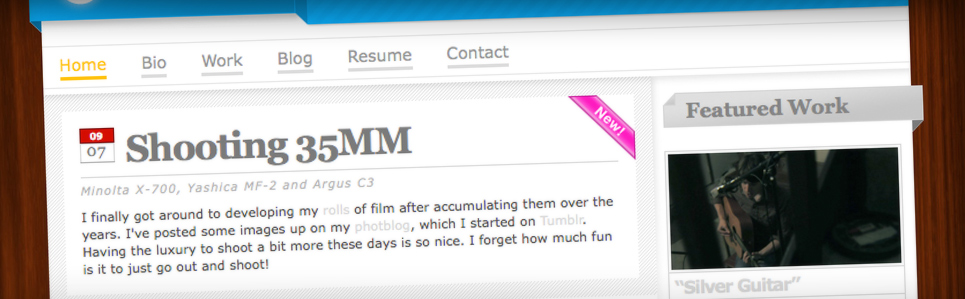 Home Bio Work Blog Resume Contact
09
07
Shooting 35MM
New!
Minolta X-700, Yashica MF-2 and Argus C3
I finally got around to developing my rolls of film after accumulating them over the
years. I've posted some images up on my photblog, which I started on Tumblr.
Having the luxury to shoot a bit more these days is so nice. I forget how much fun
is it to just go out and shoot!
Featured Work
“Silver Guitar”